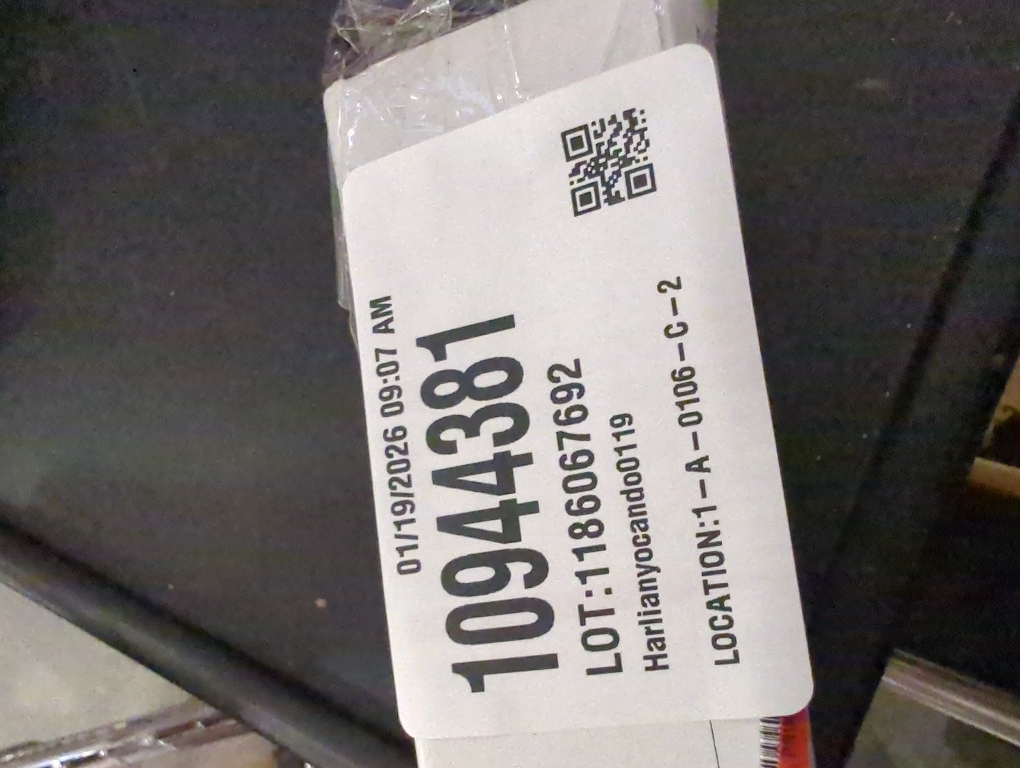 01/19/2026 09:07 AM
10944381
LOT:1186067692
Harlianyocando0119
LOCATION:1-A-0106-C-2